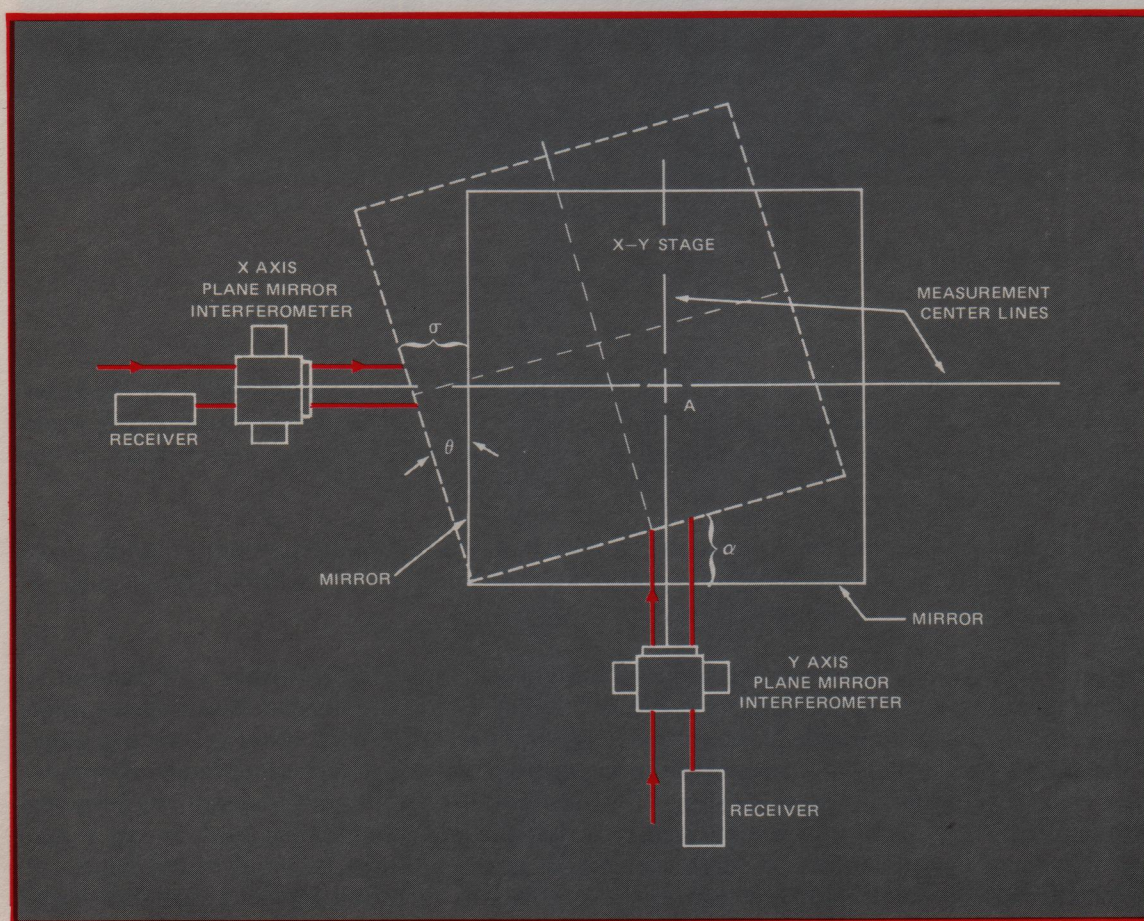 X–Y STAGE
X AXIS
PLANE MIRROR
INTERFEROMETER
MEASUREMENT
CENTER LINES
σ
A
RECEIVER
θ
α
MIRROR
MIRROR
Y AXIS
PLANE MIRROR
INTERFEROMETER
RECEIVER